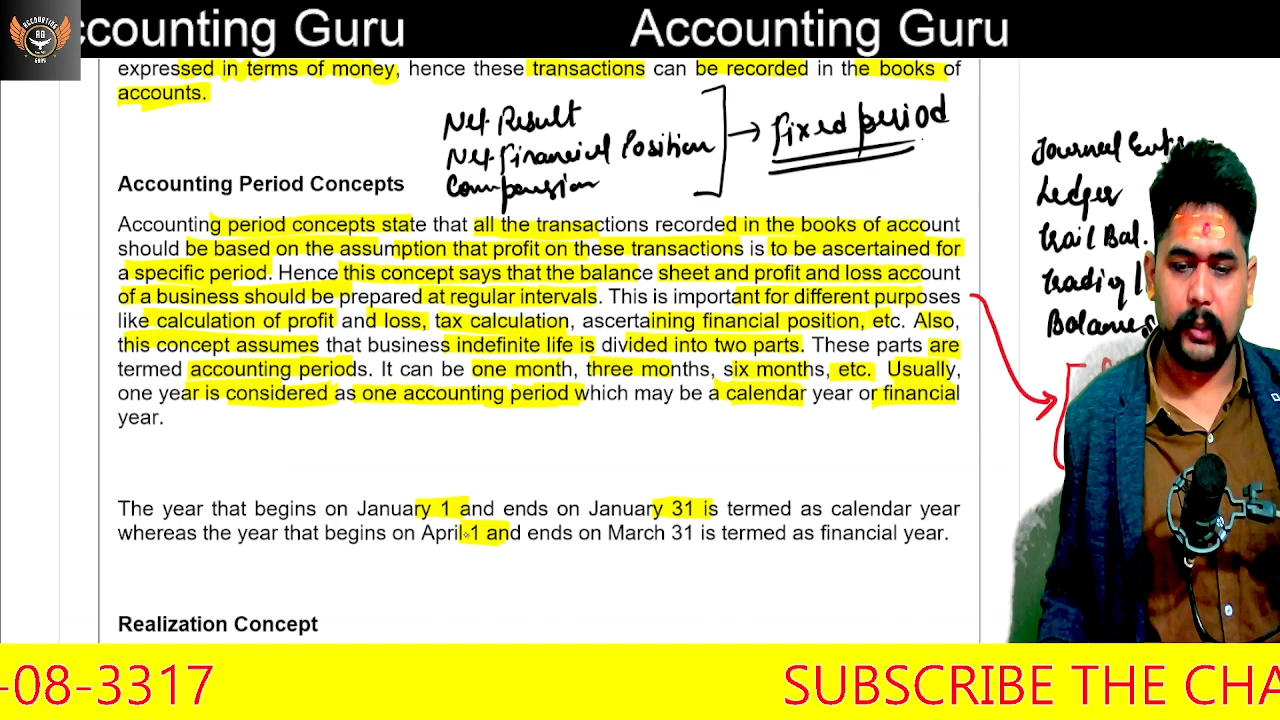 ccounting Guru
Accounting Guru
ACCOUNTING
AG
GURU
expressed in terms of money, hence these transactions can be recorded in the books of
accounts.
Net Result
Net Financial Position
fixed period
Accounting Period Concepts
Accounting period concepts state that all the transactions recorded in the books of account
should be based on the assumption that profit on these transactions is to be ascertained for
a specific period. Hence this concept says that the balance sheet and profit and loss account
of a business should be prepared at regular intervals. This is important for different purposes
like calculation of profit and loss, tax calculation, ascertaining financial position, etc. Also,
this concept assumes that business indefinite life is divided into two parts. These parts are
termed accounting periods. It can be one month, three months, six months, etc. Usually,
one year is considered as one accounting period which may be a calendar year or financial
year.
The year that begins on January 1 and ends on January 31 is termed as calendar year
whereas the year that begins on April 1 and ends on March 31 is termed as financial year.
Realization Concept
Journal
Ledger
Trail Bal.
Trading
-08-3317
SUBSCRIBE THE CHA